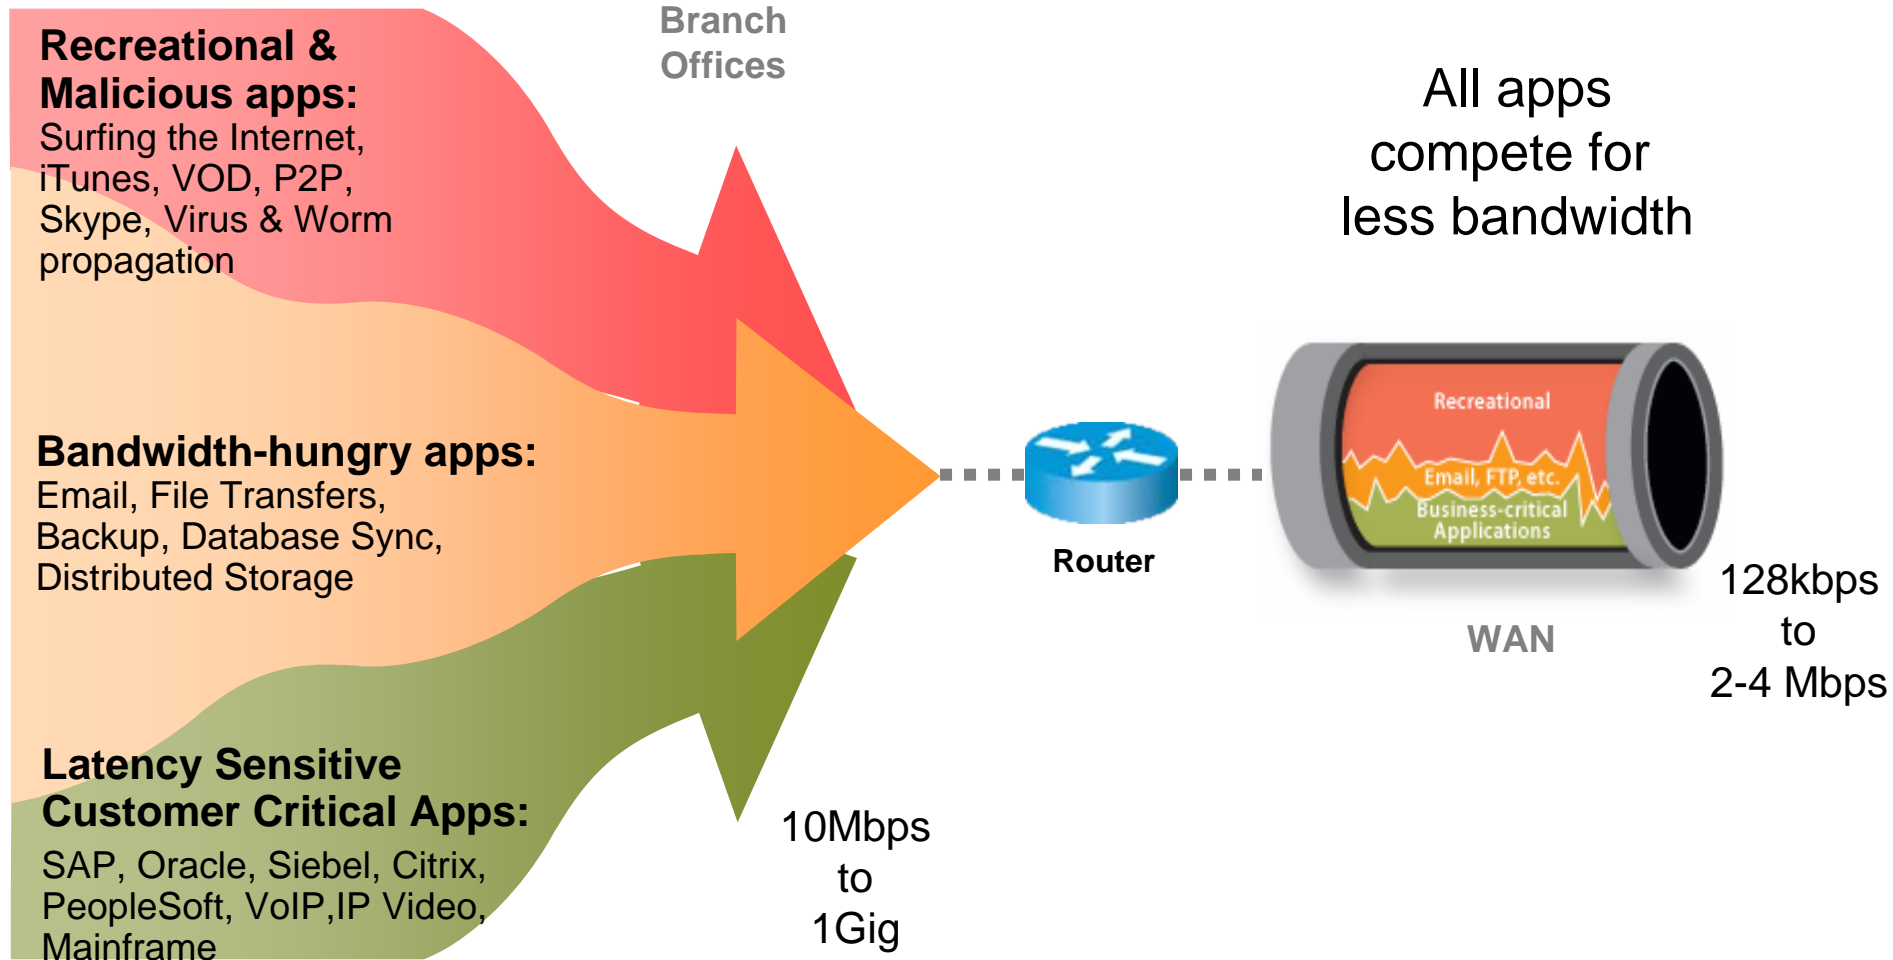 Recreational &
Malicious apps:
Surfing the Internet,
iTunes, VOD, P2P,
Skype, Virus & Worm
propagation
Bandwidth-hungry apps:
Email, File Transfers,
Backup, Database Sync,
Distributed Storage
Latency Sensitive
Customer Critical Apps:
SAP, Oracle, Siebel, Citrix,
PeopleSoft, VoIP,IP Video,
Mainframe
Branch
Offices
10Mbps
to
1Gig
Router
All apps
compete for
less bandwidth
Recreational
Email, FTP, etc.
Business-critical
Applications
WAN
128kbps
to
2-4 Mbps